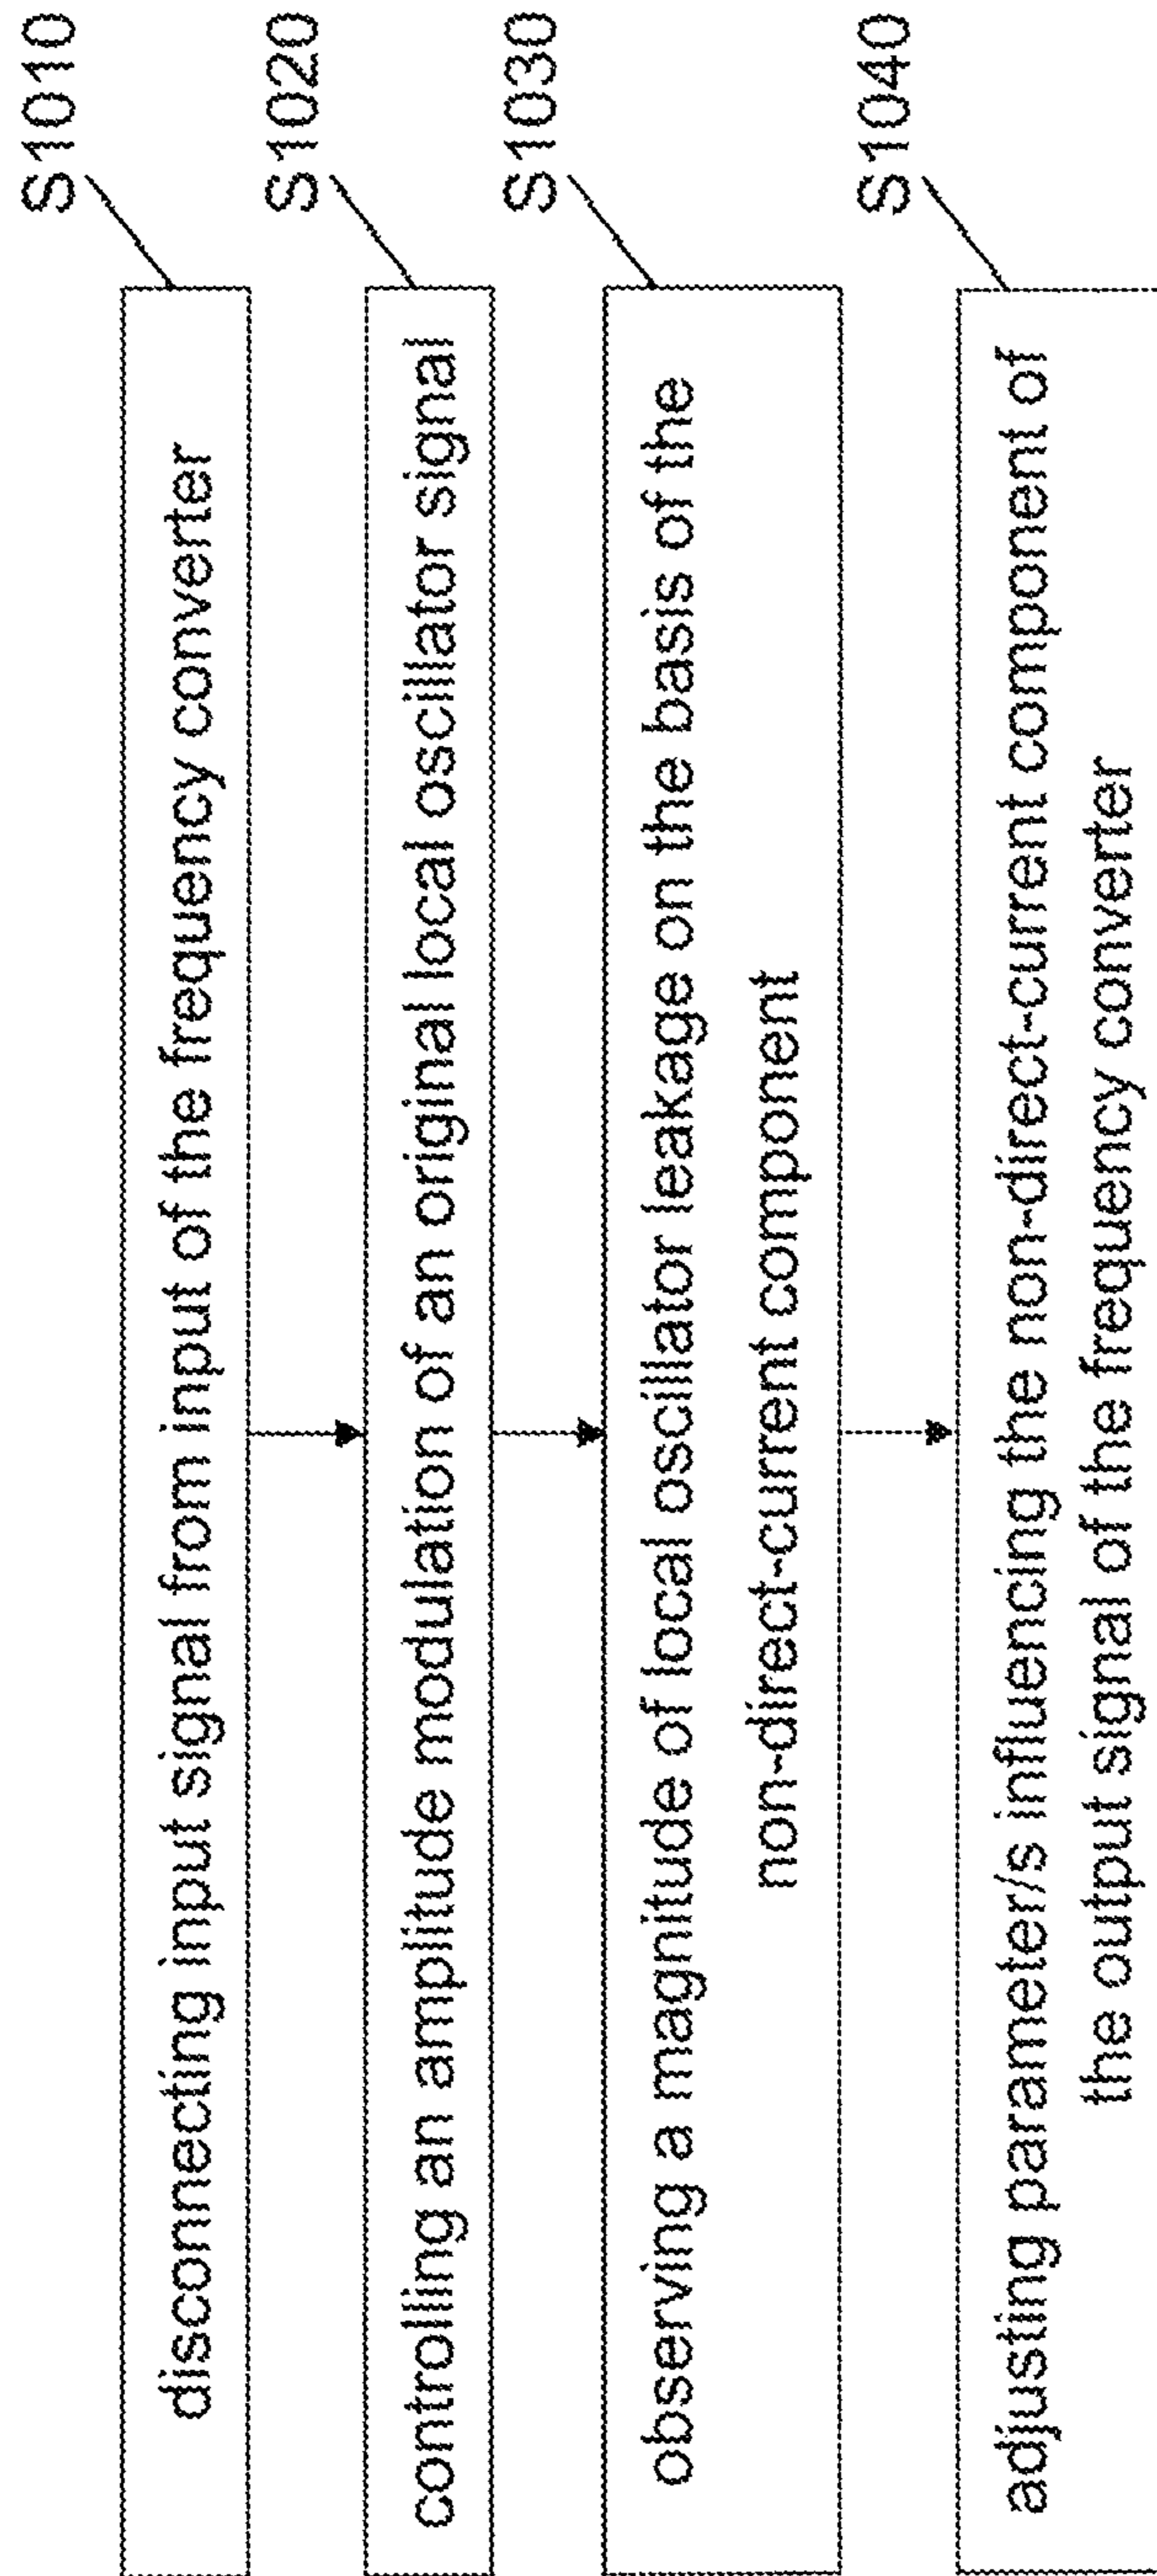 S1010
disconnecting input signal from input of the frequency converter
S1020
controlling an amplitude modulation of an original local oscillator signal
S1030
observing a magnitude of local oscillator leakage on the basis of the
non-direct-current component
S1040
adjusting parameter/s influencing the non-direct-current component of
the output signal of the frequency converter